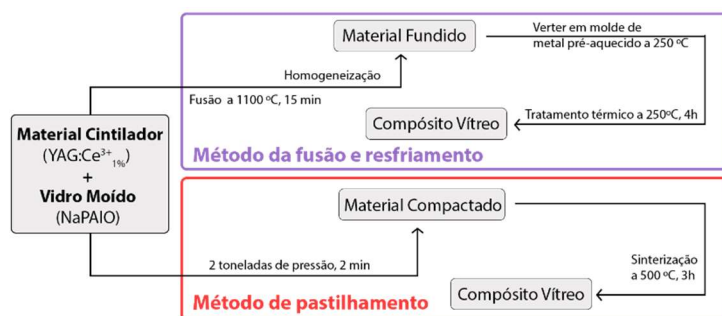 Material Fundido
Verter em molde de
metal pré-aquecido a 250 ºC
Homogeneização
Fusão a 1100 ºC, 15 min
Compósito Vítreo
Tratamento térmico a 250ºC, 4h
Método da fusão e resfriamento
Material Cintilador
(YAG:Ce³⁺₁%)
+
Vidro Moído
(NaPAlO)
Material Compactado
2 toneladas de pressão, 2 min
Sinterização
a 500 ºC, 3h
Compósito Vítreo
Método de pastilhamento